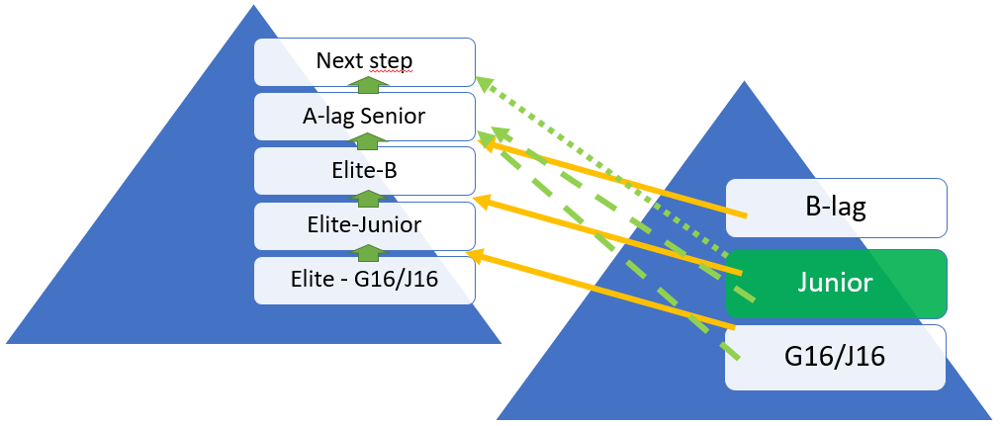 Next step
A-lag Senior
Elite-B
Elite-Junior
Elite - G16/J16
B-lag
Junior
G16/J16